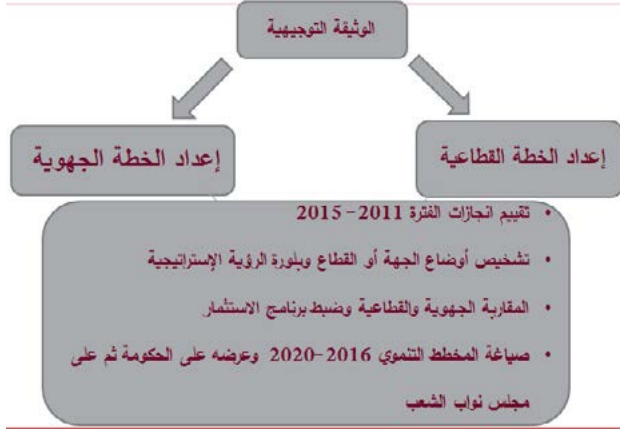 الوثيقة التوجيهية
إعداد الخطة القطاعية
إعداد الخطة الجهوية
• تقييم انجازات الفترة 2011-2015
• تشخيص أوضاع الجهة أو القطاع وبلورة الرؤية الإستراتيجية
• المقاربة الجهوية والقطاعية وضبط برنامج الاستثمار
• صياغة المخطط التنموي 2016-2020 وعرضه على الحكومة ثم على
مجلس نواب الشعب